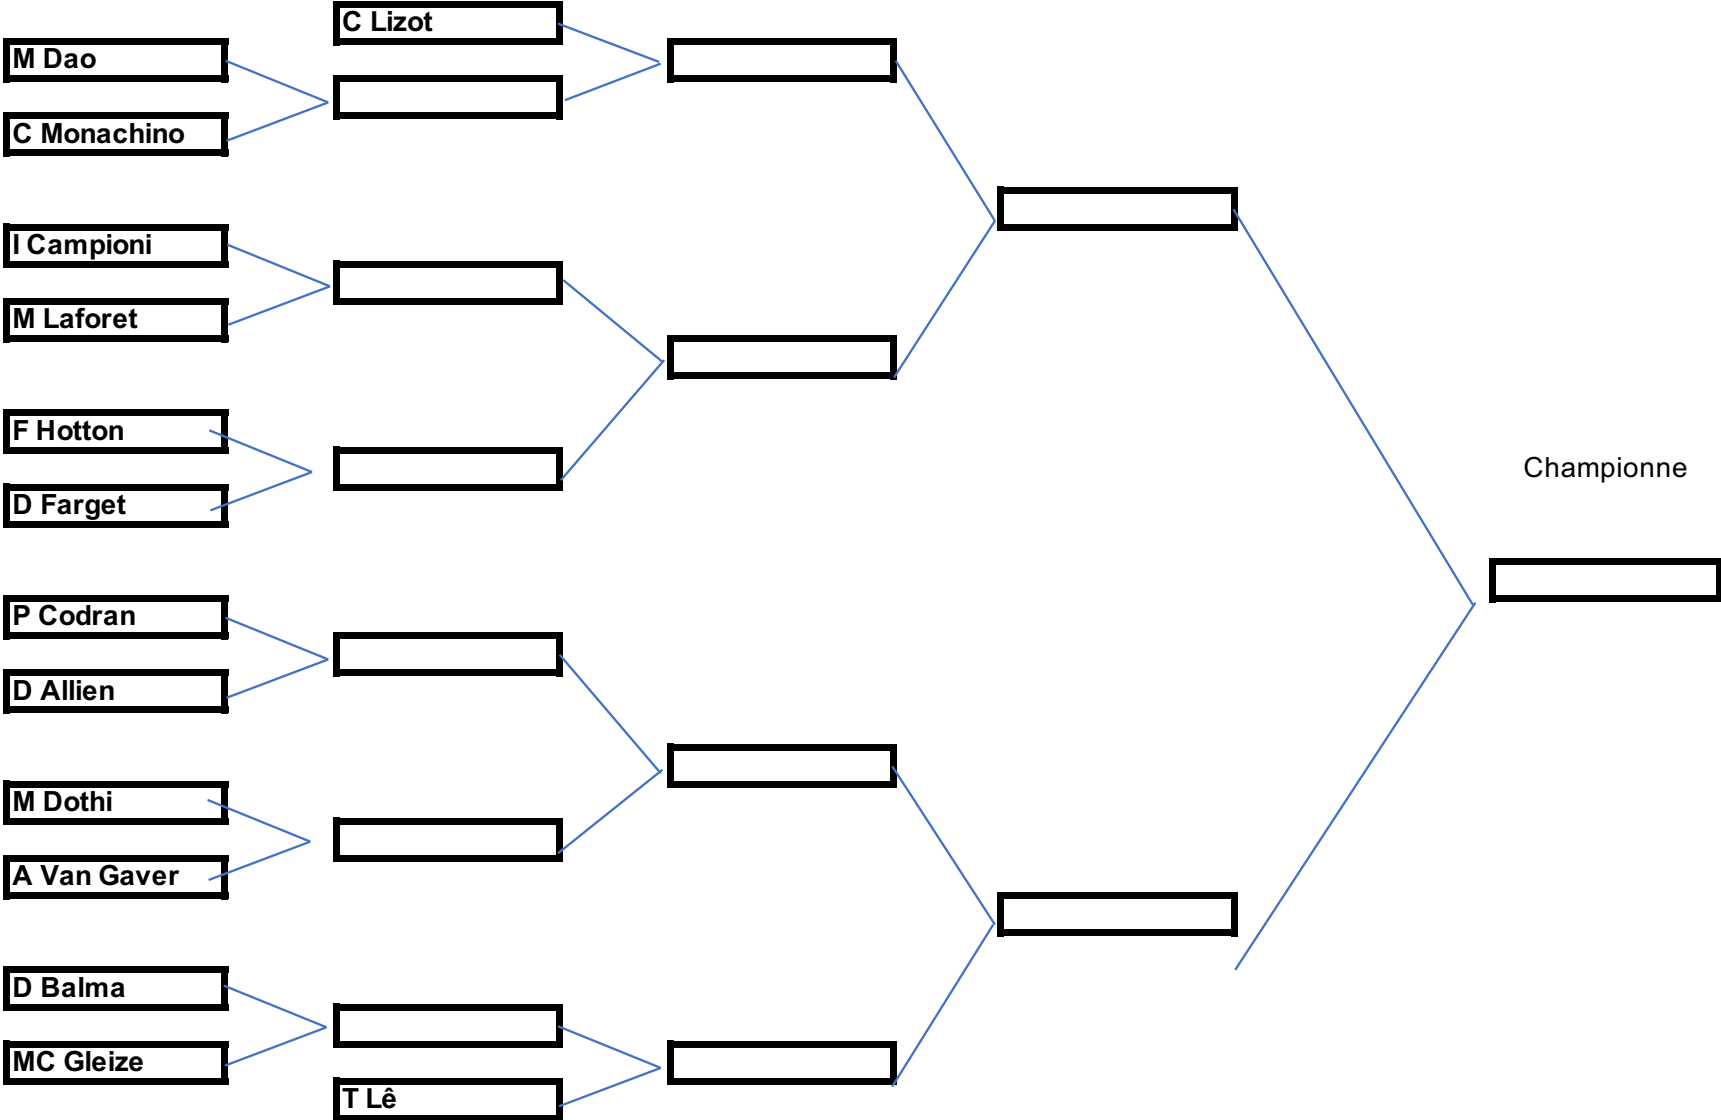 C Lizot
M Dao
C Monachino
I Campioni
M Laforet
F Hotton
D Farget
Championne
P Codran
D Allien
M Dothi
A Van Gaver
D Balma
MC Gleize
T Lê